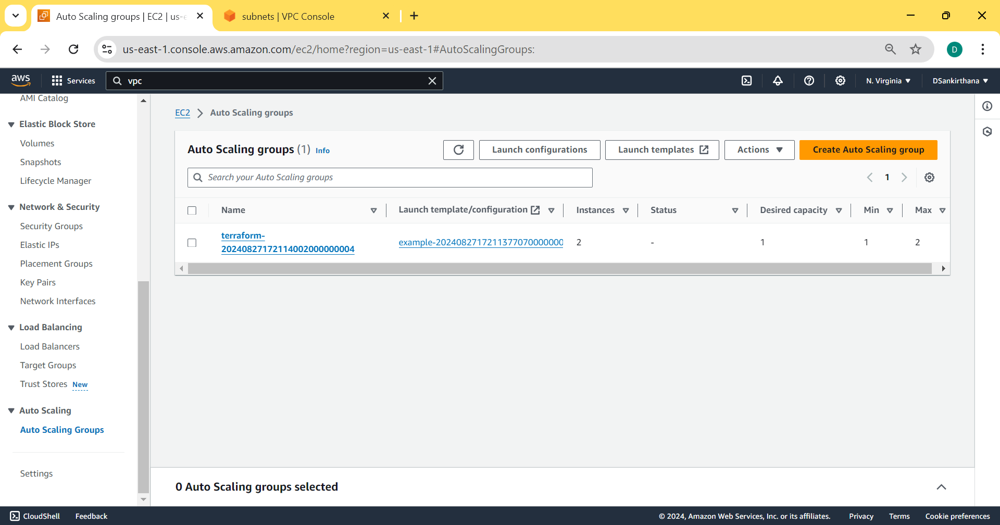 Auto Scaling groups | EC2 | us-e
subnets | VPC Console
us-east-1.console.aws.amazon.com/ec2/home?region=us-east-1#AutoScalingGroups:
D
aws
Services
vpc
N. Virginia
DSankirthana
AMI Catalog
Elastic Block Store
Volumes
Snapshots
Lifecycle Manager
Network & Security
Security Groups
Elastic IPs
Placement Groups
Key Pairs
Network Interfaces
Load Balancing
Load Balancers
Target Groups
Trust Stores New
Auto Scaling
Auto Scaling Groups
Settings
EC2 > Auto Scaling groups
Auto Scaling groups (1) Info
Launch configurations
Launch templates
Actions
Create Auto Scaling group
Search your Auto Scaling groups
1
Name Launch template/configuration Instances Status Desired capacity Min Max
terraform-
20240827172114002000000004
example-2024082717211377070000000 2 - 1 1 2
0 Auto Scaling groups selected
CloudShell Feedback © 2024, Amazon Web Services, Inc. or its affiliates. Privacy Terms Cookie preferences